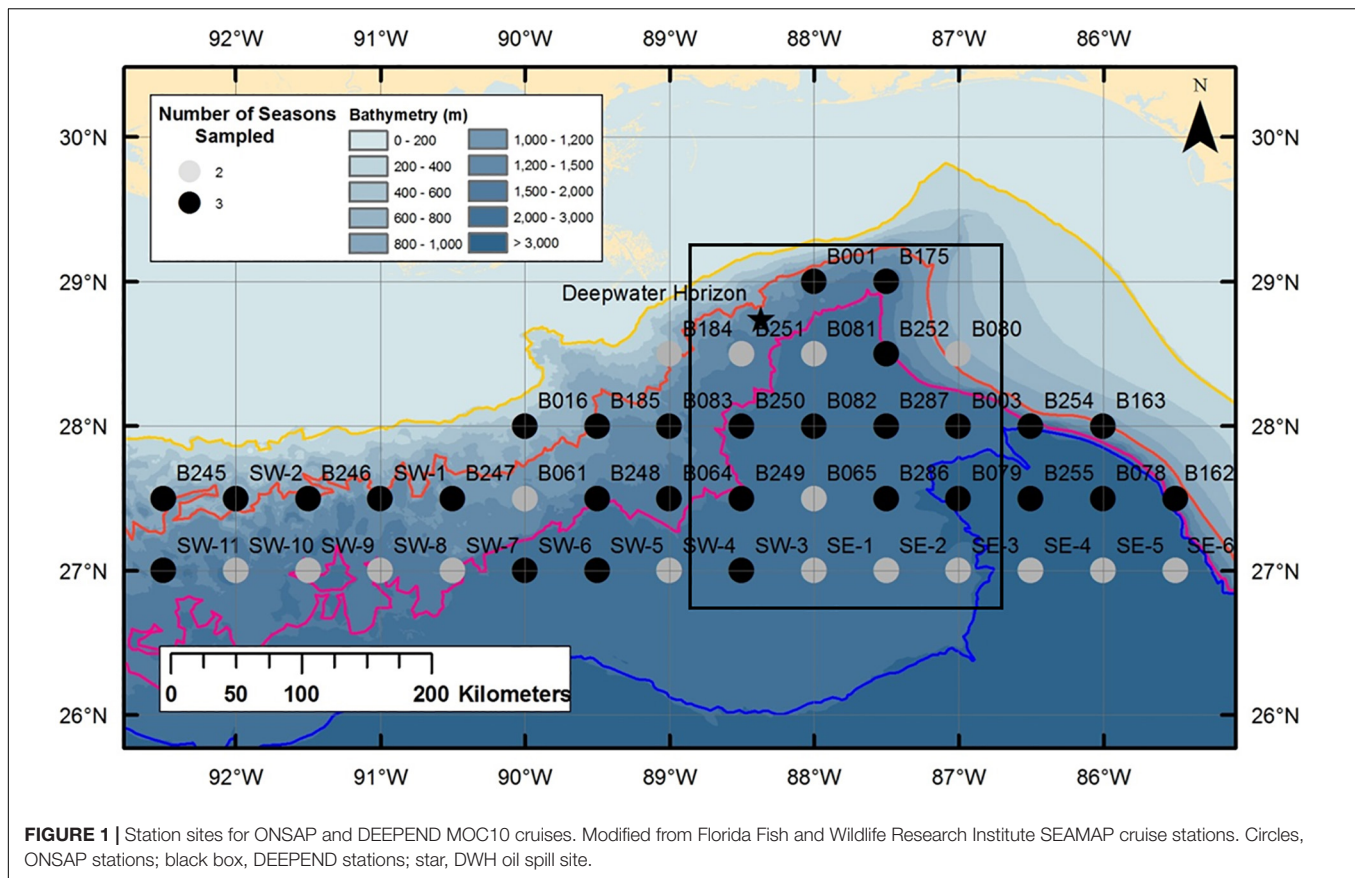 92°W 91°W 90°W 89°W 88°W 87°W 86°W
N
Number of Seasons
Sampled
2
3
Bathymetry (m)
0 - 200
200 - 400
400 - 600
600 - 800
800 - 1,000
1,000 - 1,200
1,200 - 1,500
1,500 - 2,000
2,000 - 3,000
> 3,000
30°N 30°N
29°N 29°N
28°N 28°N
27°N 27°N
26°N 26°N
B001 B175
Deepwater Horizon
B184 B251 B081 B252 B080
B016 B185 B083 B250 B082 B287 B003 B254 B163
B245 SW-2 B246 SW-1 B247 B061 B248 B064 B249 B065 B286 B079 B255 B078 B162
SW-11 SW-10 SW-9 SW-8 SW-7 SW-6 SW-5 SW-4 SW-3 SE-1 SE-2 SE-3 SE-4 SE-5 SE-6
0 50 100 200 Kilometers
92°W 91°W 90°W 89°W 88°W 87°W 86°W
FIGURE 1 | Station sites for ONSAP and DEEPEND MOC10 cruises. Modified from Florida Fish and Wildlife Research Institute SEAMAP cruise stations. Circles,
ONSAP stations; black box, DEEPEND stations; star, DWH oil spill site.